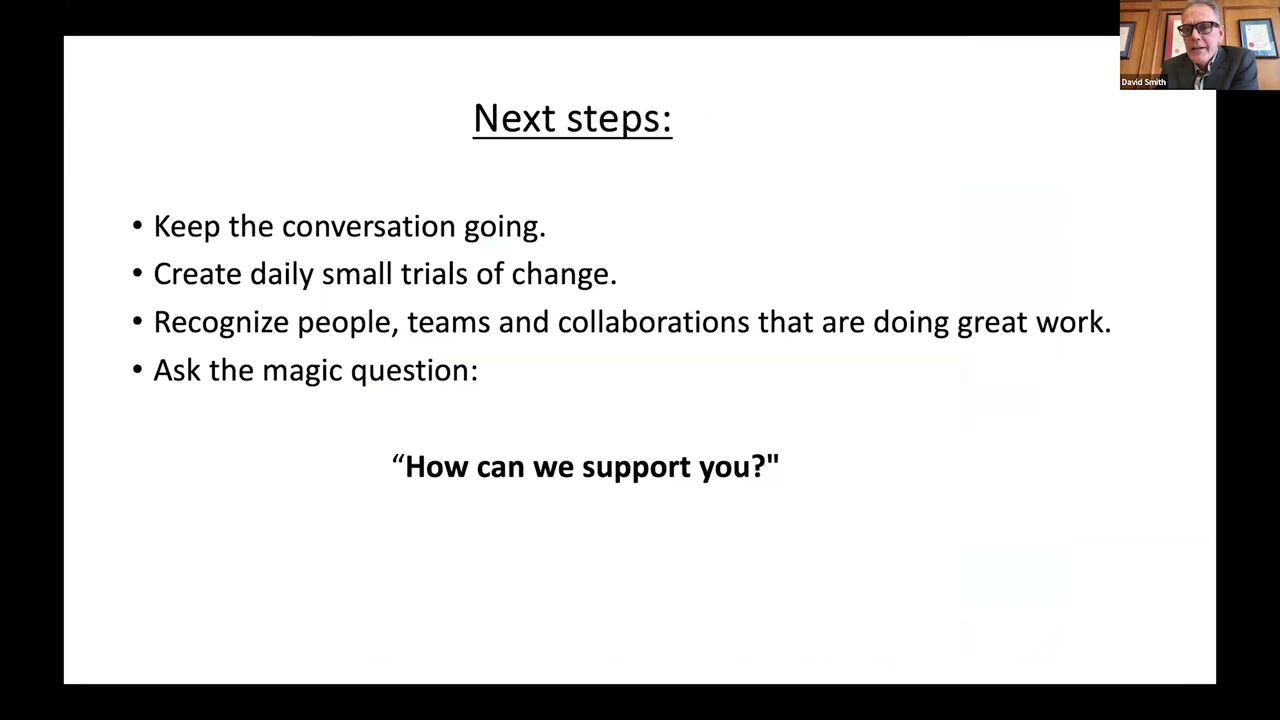 David Smith
Next steps:
• Keep the conversation going.
• Create daily small trials of change.
• Recognize people, teams and collaborations that are doing great work.
• Ask the magic question:
“How can we support you?"